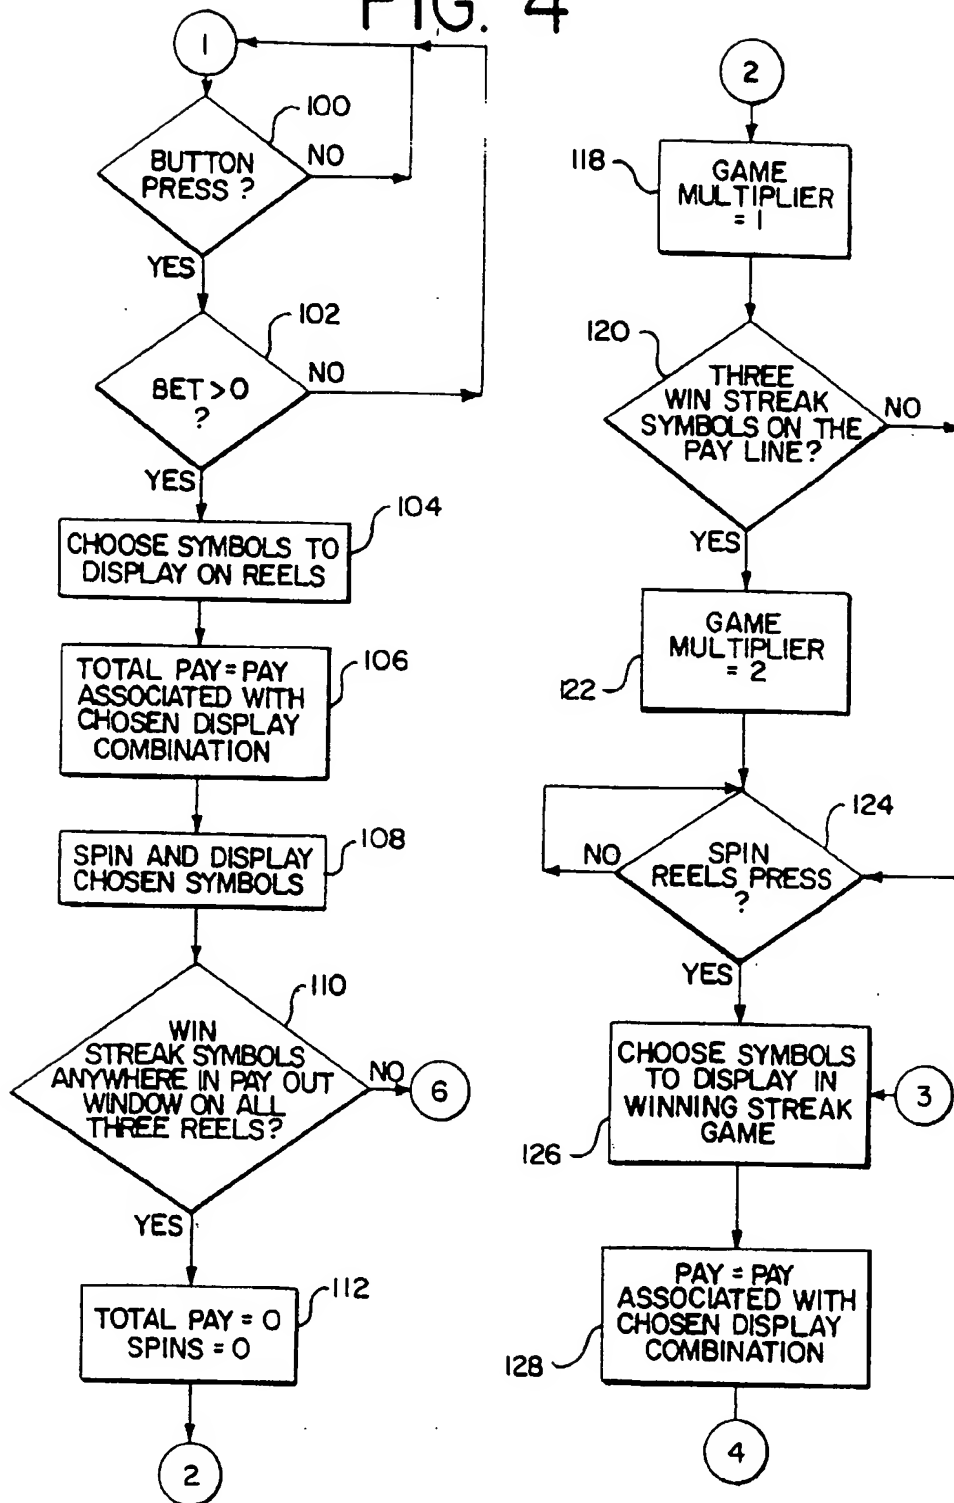 FIG. 4
1
100
BUTTON
PRESS ?
NO
YES
102
BET > 0
?
NO
YES
104
CHOOSE SYMBOLS TO
DISPLAY ON REELS
106
TOTAL PAY = PAY
ASSOCIATED WITH
CHOSEN DISPLAY
COMBINATION
108
SPIN AND DISPLAY
CHOSEN SYMBOLS
110
WIN
STREAK SYMBOLS
ANYWHERE IN PAY OUT
WINDOW ON ALL
THREE REELS?
NO
6
YES
112
TOTAL PAY = 0
SPINS = 0
2
2
118
GAME
MULTIPLIER
= 1
120
THREE
WIN STREAK
SYMBOLS ON THE
PAY LINE?
NO
YES
GAME
MULTIPLIER
= 2
122
124
SPIN
REELS PRESS
?
NO
YES
CHOOSE SYMBOLS
TO DISPLAY IN
WINNING STREAK
GAME
3
126
PAY = PAY
ASSOCIATED WITH
CHOSEN DISPLAY
COMBINATION
128
4